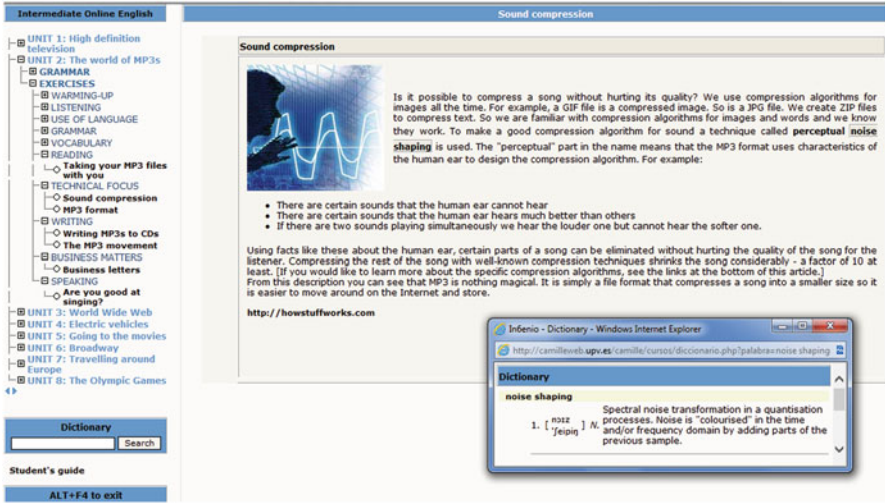 Intermediate Online English
UNIT 1: High definition
television
UNIT 2: The world of MP3s
GRAMMAR
EXERCISES
WARMING-UP
LISTENING
USE OF LANGUAGE
GRAMMAR
VOCABULARY
READING
Taking your MP3 files
with you
TECHNICAL FOCUS
Sound compression
MP3 format
WRITING
Writing MP3s to CDs
The MP3 movement
BUSINESS MATTERS
Business letters
SPEAKING
Are you good at
singing?
UNIT 3: World Wide Web
UNIT 4: Electric vehicles
UNIT 5: Going to the movies
UNIT 6: Broadway
UNIT 7: Travelling around
Europe
UNIT 8: The Olympic Games
Dictionary
Search
Student's guide
ALT+F4 to exit
Sound compression
Sound compression
Is it possible to compress a song without hurting its quality? We use compression algorithms for
images all the time. For example, a GIF file is a compressed image. So is a JPG file. We create ZIP files
to compress text. So we are familiar with compression algorithms for images and words and we know
they work. To make a good compression algorithm for sound a technique called perceptual noise
shaping is used. The "perceptual" part in the name means that the MP3 format uses characteristics of
the human ear to design the compression algorithm. For example:
• There are certain sounds that the human ear cannot hear
• There are certain sounds that the human ear hears much better than others
• If there are two sounds playing simultaneously we hear the louder one but cannot hear the softer one.
Using facts like these about the human ear, certain parts of a song can be eliminated without hurting the quality of the song for the
listener. Compressing the rest of the song with well-known compression techniques shrinks the song considerably - a factor of 10 at
least. [If you would like to learn more about the specific compression algorithms, see the links at the bottom of this article.]
From this description you can see that MP3 is nothing magical. It is simply a file format that compresses a song into a smaller size so it
is easier to move around on the Internet and store.
http://howstuffworks.com
In6enio - Dictionary - Windows Internet Explorer
http://camilleweb.upv.es/camille/cursos/diccionario.php?palabra=noise shaping
Dictionary
noise shaping
1. [ nɔɪz 'ʃeipiŋ ] N. Spectral noise transformation in a quantisation
processes. Noise is "colourised" in the time
and/or frequency domain by adding parts of the
previous sample.